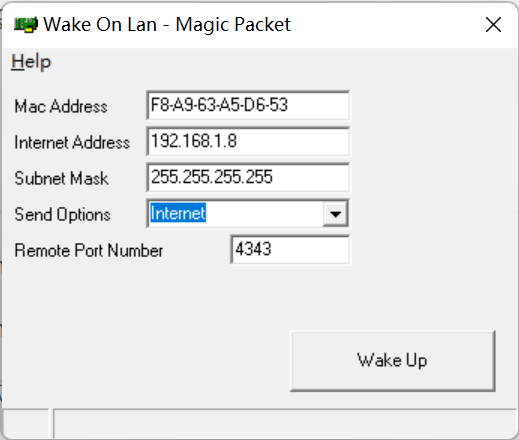 Wake On Lan - Magic Packet
Help
Mac Address F8-A9-63-A5-D6-53
Internet Address 192.168.1.8
Subnet Mask 255.255.255.255
Send Options Internet
Remote Port Number 4343
Wake Up